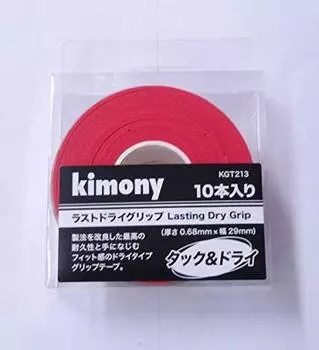 KGT213
kimony 10本入り
ラストドライグリップ Lasting Dry Grip
(厚さ0.68mm×幅29mm)
製法を改良した最高の
耐久性と手になじむ
フィット感のドライタイプ
グリップテープ。
タック&ドライ